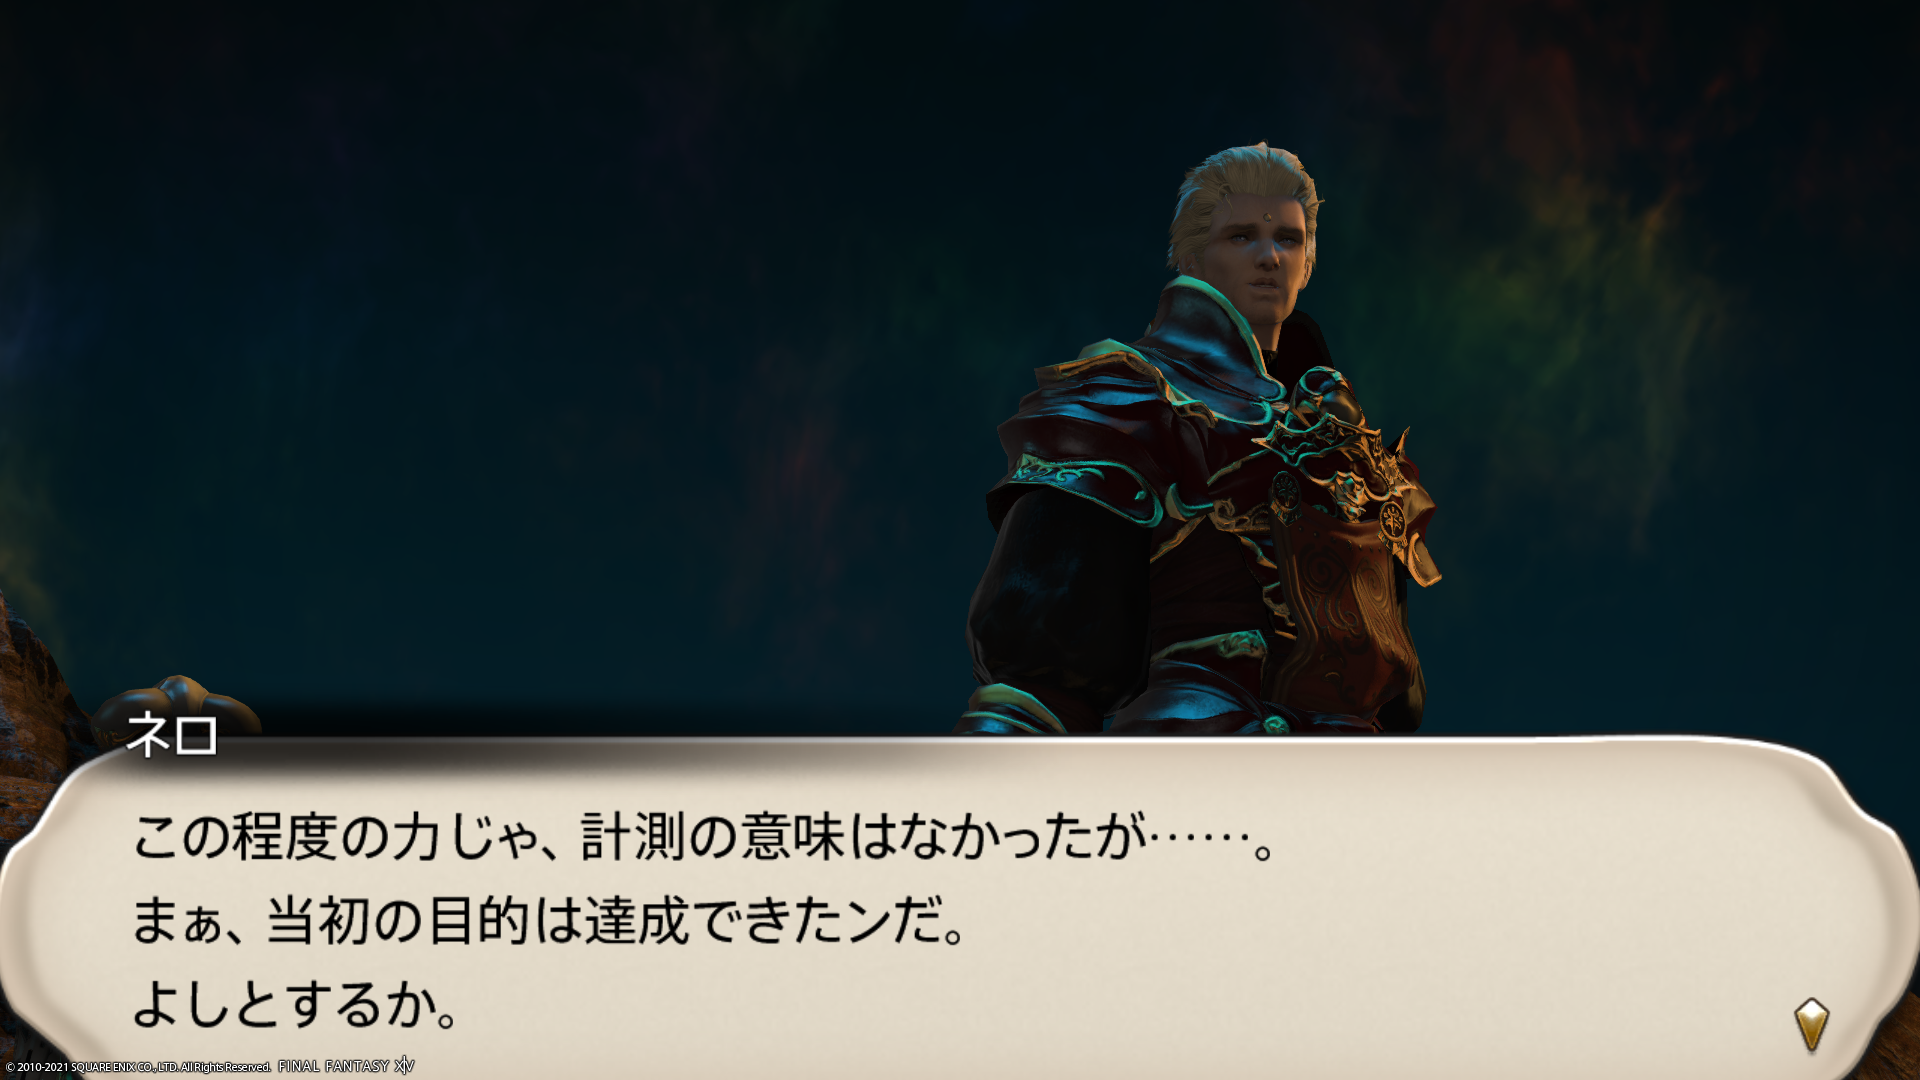 ネロ
この程度の力じゃ、計測の意味はなかったが……。
まぁ、当初の目的は達成できたンだ。
よしとするか。
© 2010-2021 SQUARE ENIX CO., LTD. All Rights Reserved. FINAL FANTASY XIV